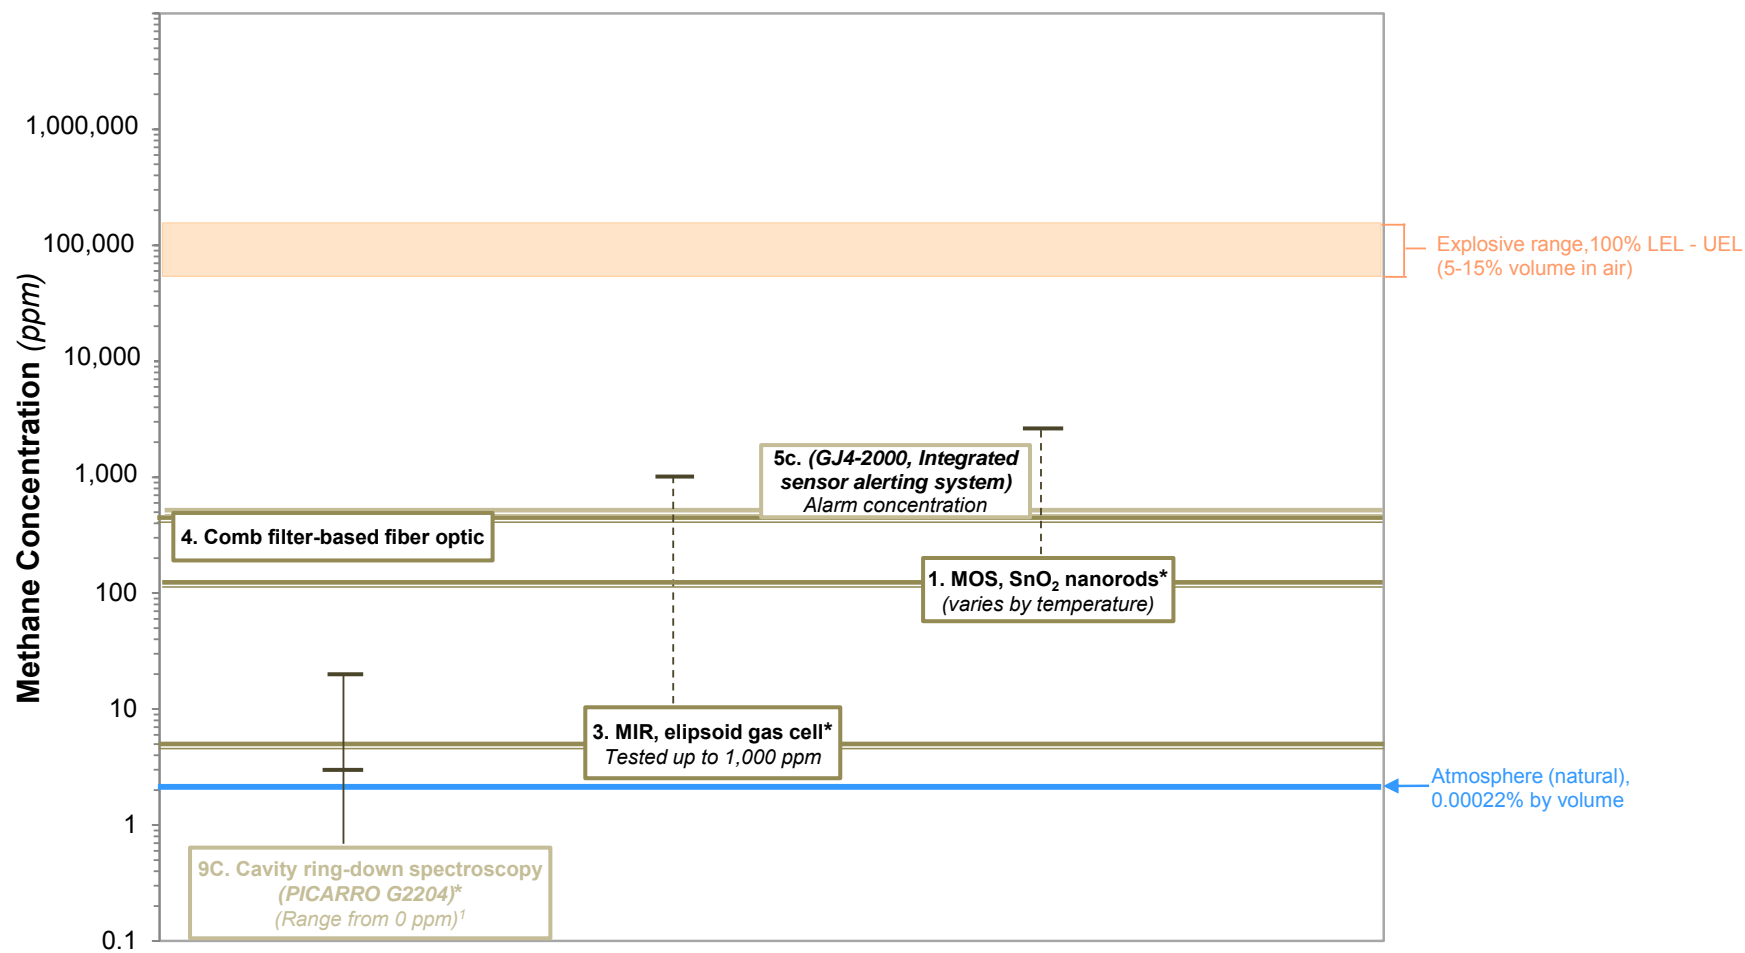 Methane Concentration (ppm)
1,000,000
100,000
10,000
1,000
100
10
1
0.1
Explosive range,100% LEL - UEL
(5-15% volume in air)
5c. (GJ4-2000, Integrated
sensor alerting system)
Alarm concentration
4. Comb filter-based fiber optic
1. MOS, SnO₂ nanorods*
(varies by temperature)
3. MIR, elipsoid gas cell*
Tested up to 1,000 ppm
Atmosphere (natural),
0.00022% by volume
9C. Cavity ring-down spectroscopy
(PICARRO G2204)*
(Range from 0 ppm)¹